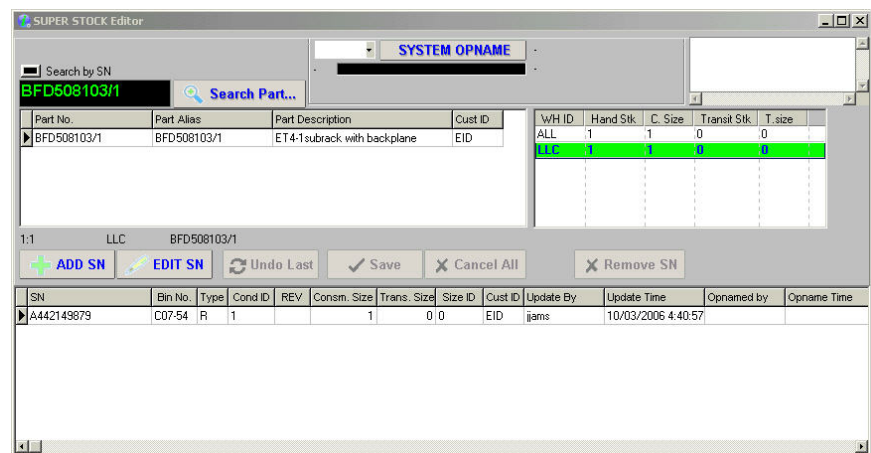 SUPER STOCK Editor
SYSTEM OPNAME
Search by SN
BFD508103/1
Search Part...
Part No. Part Alias Part Description Cust ID
BFD508103/1 BFD508103/1 ET4-1subrack with backplane EID
WH ID Hand Stk C. Size Transit Stk T.size
ALL 1 1 0 0
LLC 1 1 0 0
1:1 LLC BFD508103/1
ADD SN EDIT SN Undo Last Save Cancel All Remove SN
SN Bin No. Type Cond ID REV Consm. Size Trans. Size Size ID Cust ID Update By Update Time Opnamed by Opname Time
A442149879 C07-54 R 1 1 0 0 EID ijams 10/03/2006 4:40:57